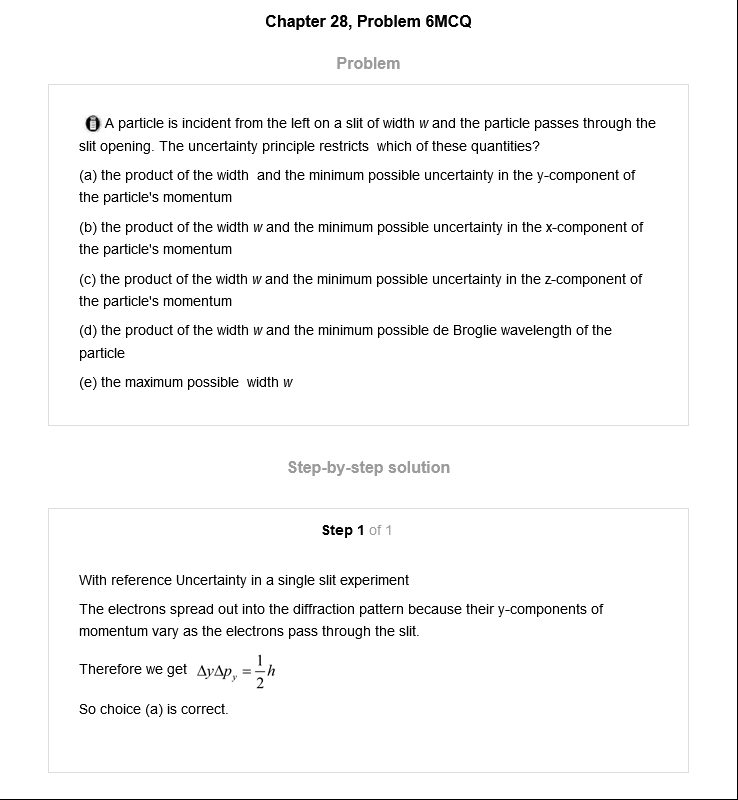 Chapter 28, Problem 6MCQ
Problem
A particle is incident from the left on a slit of width w and the particle passes through the
slit opening. The uncertainty principle restricts  which of these quantities?
(a) the product of the width  and the minimum possible uncertainty in the y-component of
the particle's momentum
(b) the product of the width w and the minimum possible uncertainty in the x-component of
the particle's momentum
(c) the product of the width w and the minimum possible uncertainty in the z-component of
the particle's momentum
(d) the product of the width w and the minimum possible de Broglie wavelength of the
particle
(e) the maximum possible  width w
Step-by-step solution
Step 1 of 1
With reference Uncertainty in a single slit experiment
The electrons spread out into the diffraction pattern because their y-components of
momentum vary as the electrons pass through the slit.
Therefore we get ΔyΔp_y = 1/2 h
So choice (a) is correct.